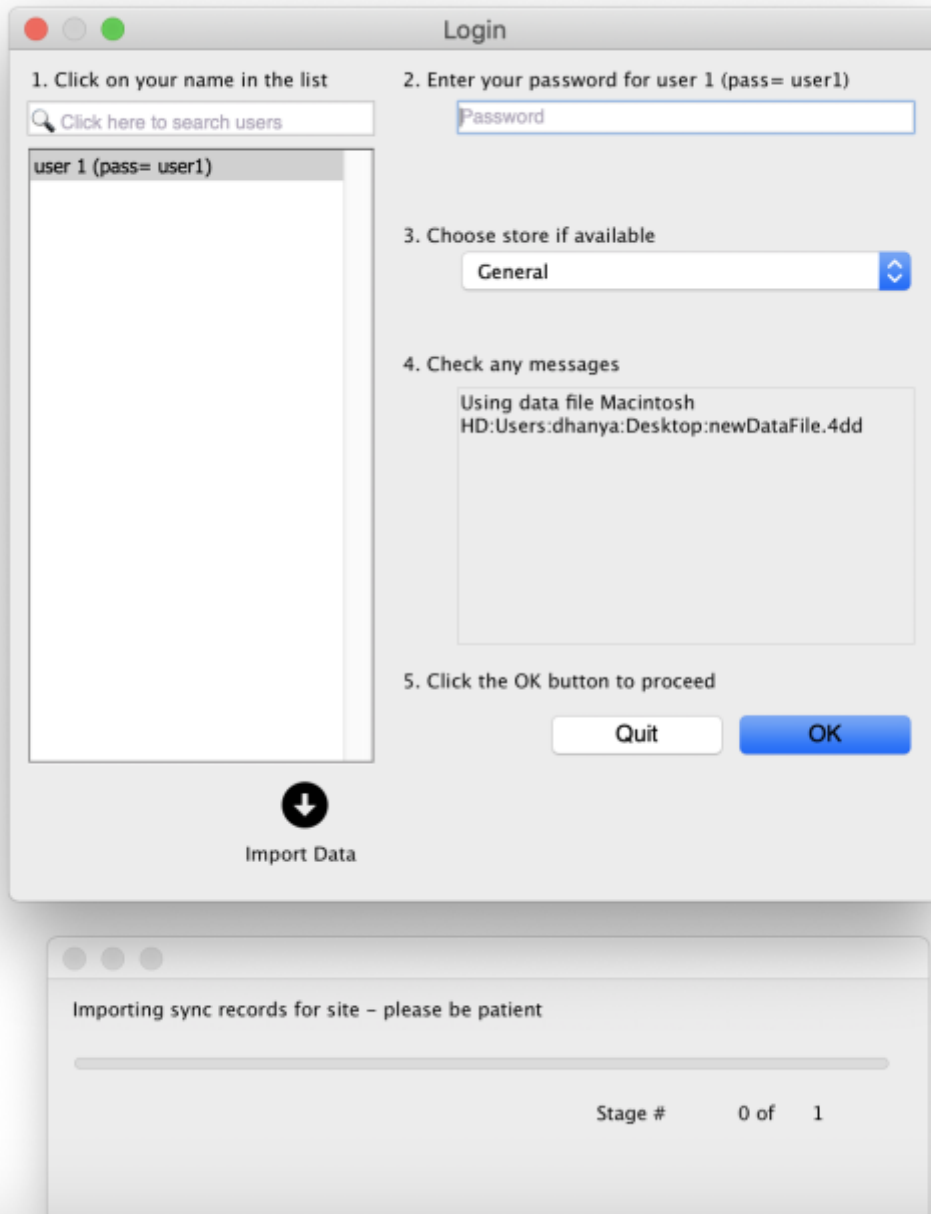 Login
1. Click on your name in the list
Click here to search users
user 1 (pass= user1)
2. Enter your password for user 1 (pass= user1)
Password
3. Choose store if available
General
4. Check any messages
Using data file Macintosh
HD:Users:dhanya:Desktop:newDataFile.4dd
5. Click the OK button to proceed
Quit
OK
Import Data
Importing sync records for site – please be patient
Stage # 0 of 1